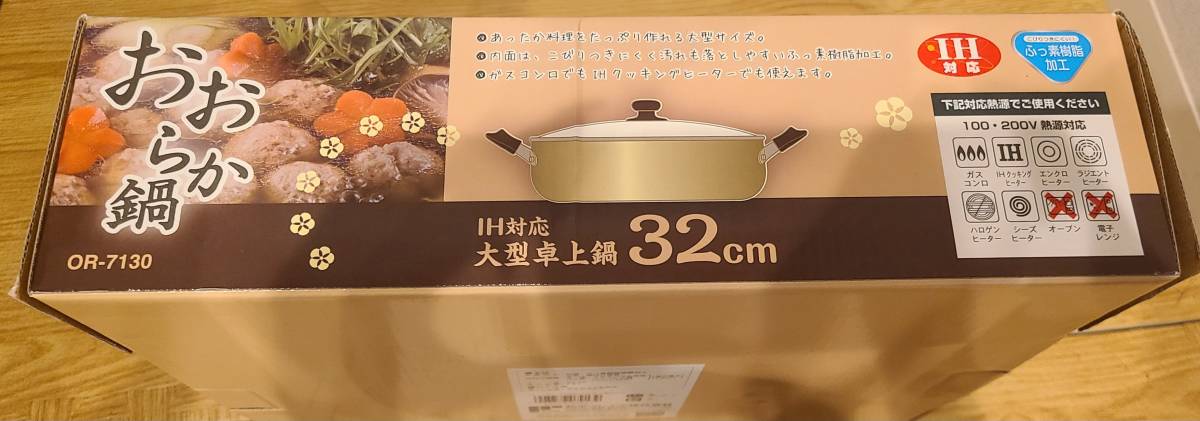 おおらか鍋
OR-7130
あったか料理をたっぷり作れる大型サイズ。
内面は、こびりつきにくく汚れも落としやすいふっ素樹脂加工。
ガスコンロでもIHクッキングヒーターでも使えます。
IH対応
大型卓上鍋 32cm
IH
対応
こびりつきにくい!
ふっ素樹脂
加工
下記対応熱源でご使用ください
100・200V 熱源対応
IH
ガス
コンロ
IHクッキング
ヒーター
エンクロ
ヒーター
ラジエント
ヒーター
ハロゲン
ヒーター
シーズ
ヒーター
オーブン
電子
レンジ